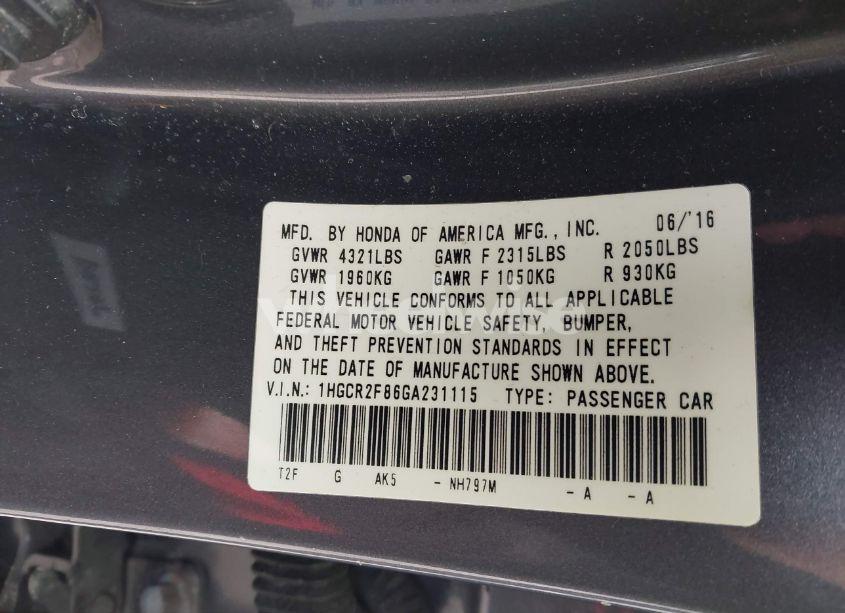 MFD. BY HONDA OF AMERICA MFG., INC. 06/'16
GVWR 4321LBS GAWR F 2315LBS R 2050LBS
GVWR 1960KG GAWR F 1050KG R 930KG
THIS VEHICLE CONFORMS TO ALL APPLICABLE
FEDERAL MOTOR VEHICLE SAFETY, BUMPER,
AND THEFT PREVENTION STANDARDS IN EFFECT
ON THE DATE OF MANUFACTURE SHOWN ABOVE.
V.I.N.: 1HGCR2F86GA231115 TYPE: PASSENGER CAR
T2F G AK5 - NH797M - A - A